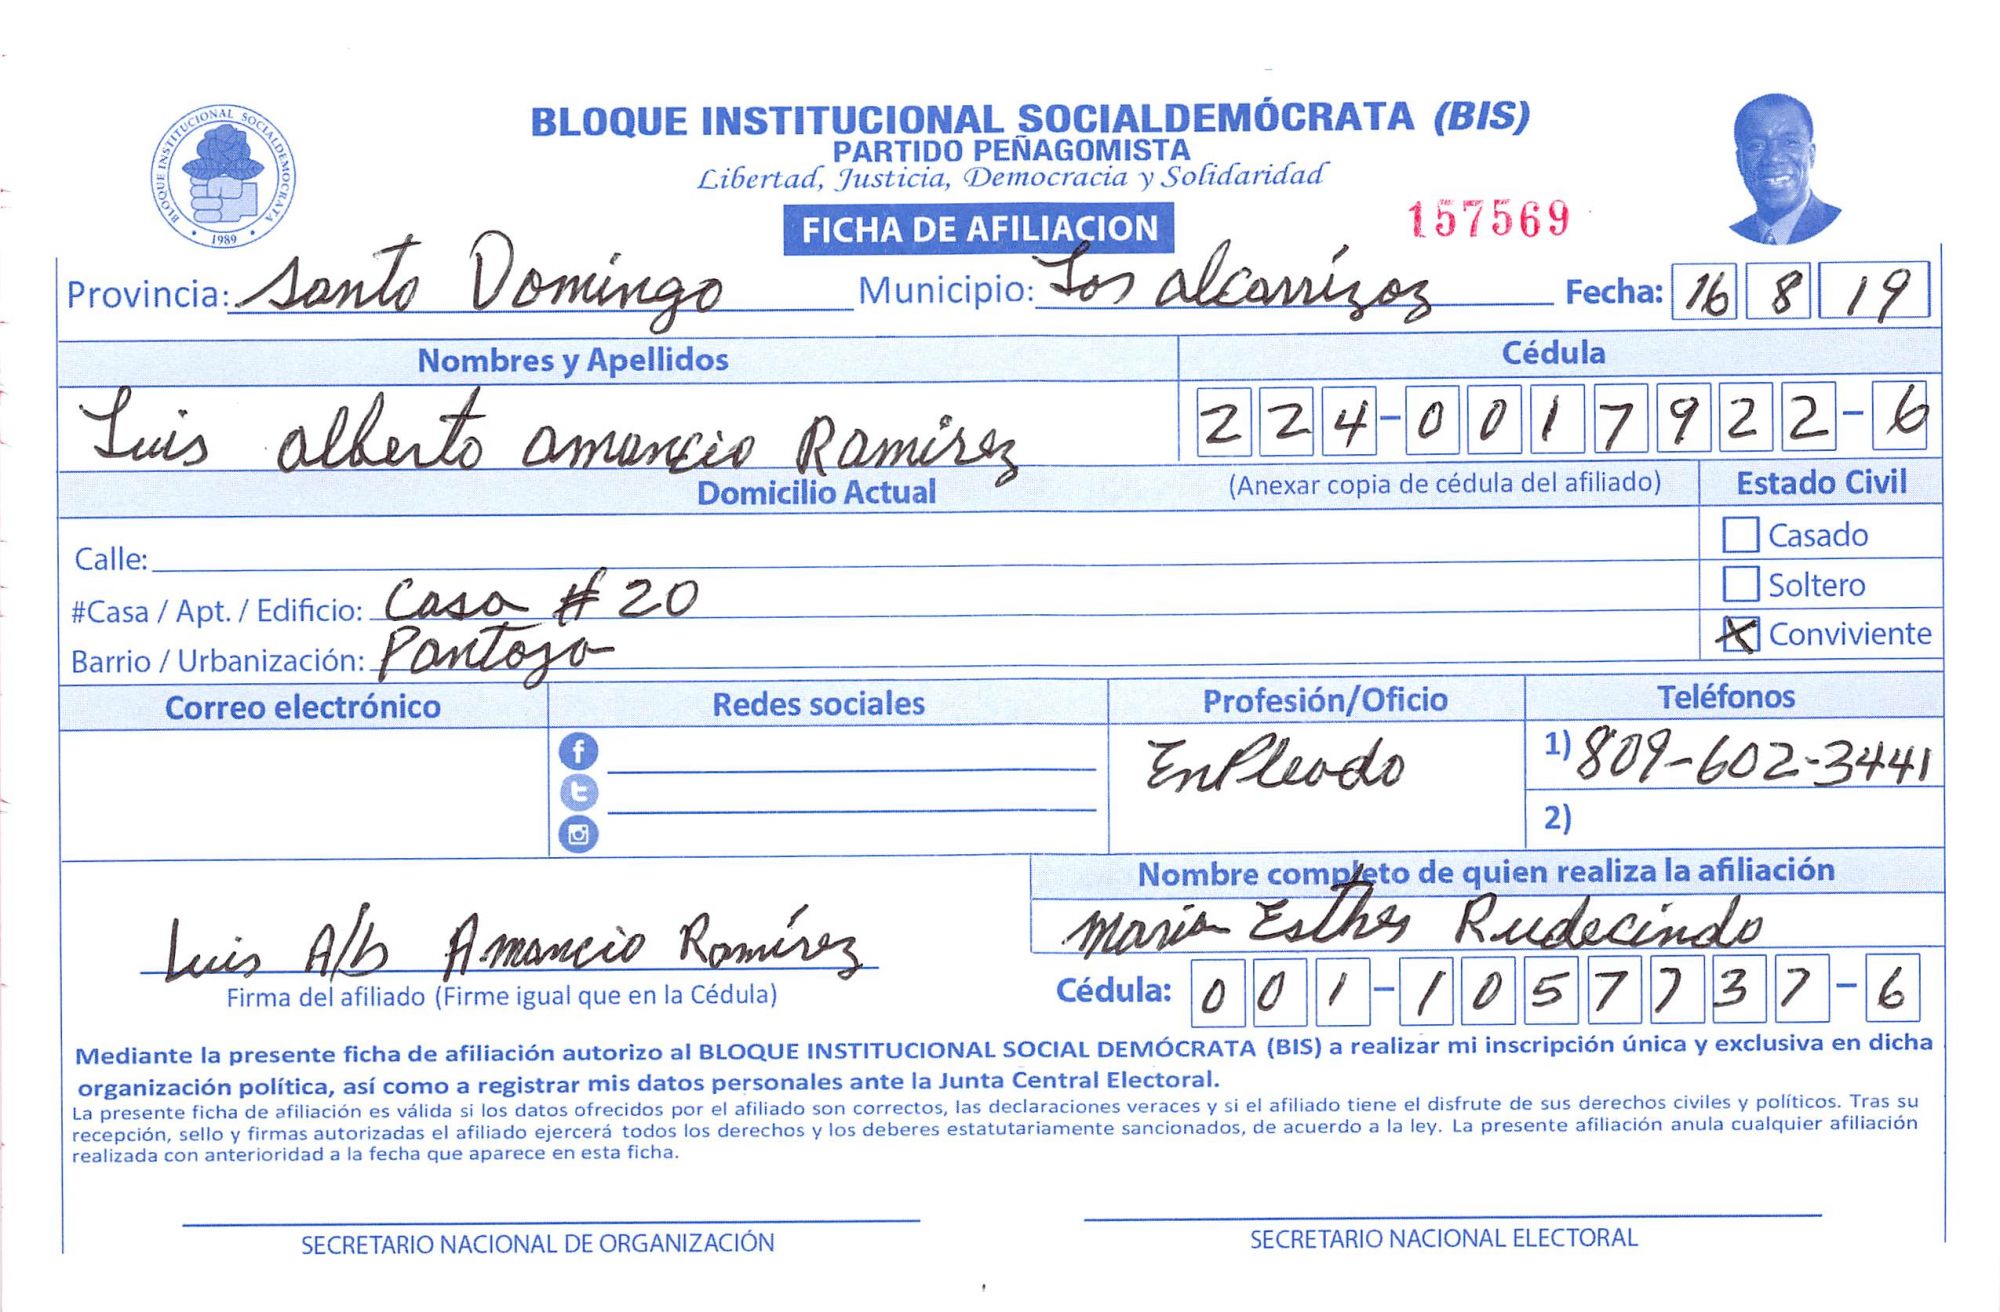 BLOQUE INSTITUCIONAL SOCIALDEMOCRATA
1989
BLOQUE INSTITUCIONAL SOCIALDEMÓCRATA (BIS)
PARTIDO PEÑAGOMISTA
Libertad, Justicia, Democracia y Solidaridad
FICHA DE AFILIACION
157569
Provincia: Santo Domingo Municipio: Los alcarrizoz Fecha: 16 8 19
Nombres y Apellidos Cédula
Luis alberto amancio Ramirez 224-0017922-6
Domicilio Actual (Anexar copia de cédula del afiliado) Estado Civil
Calle: Casado
#Casa / Apt. / Edificio: Casa # 20 Soltero
Barrio / Urbanización: Pantoja X Conviviente
Correo electrónico Redes sociales Profesión/Oficio Teléfonos
EnPleado 1) 809-602-3441
2)
Nombre completo de quien realiza la afiliación
Maria Esther Rudecindo
Luis A/b Amancio Ramírez
Firma del afiliado (Firme igual que en la Cédula) Cédula: 001-1057737-6
Mediante la presente ficha de afiliación autorizo al BLOQUE INSTITUCIONAL SOCIAL DEMÓCRATA (BIS) a realizar mi inscripción única y exclusiva en dicha
organización política, así como a registrar mis datos personales ante la Junta Central Electoral.
La presente ficha de afiliación es válida si los datos ofrecidos por el afiliado son correctos, las declaraciones veraces y si el afiliado tiene el disfrute de sus derechos civiles y políticos. Tras su
recepción, sello y firmas autorizadas el afiliado ejercerá todos los derechos y los deberes estatutariamente sancionados, de acuerdo a la ley. La presente afiliación anula cualquier afiliación
realizada con anterioridad a la fecha que aparece en esta ficha.
SECRETARIO NACIONAL DE ORGANIZACIÓN SECRETARIO NACIONAL ELECTORAL